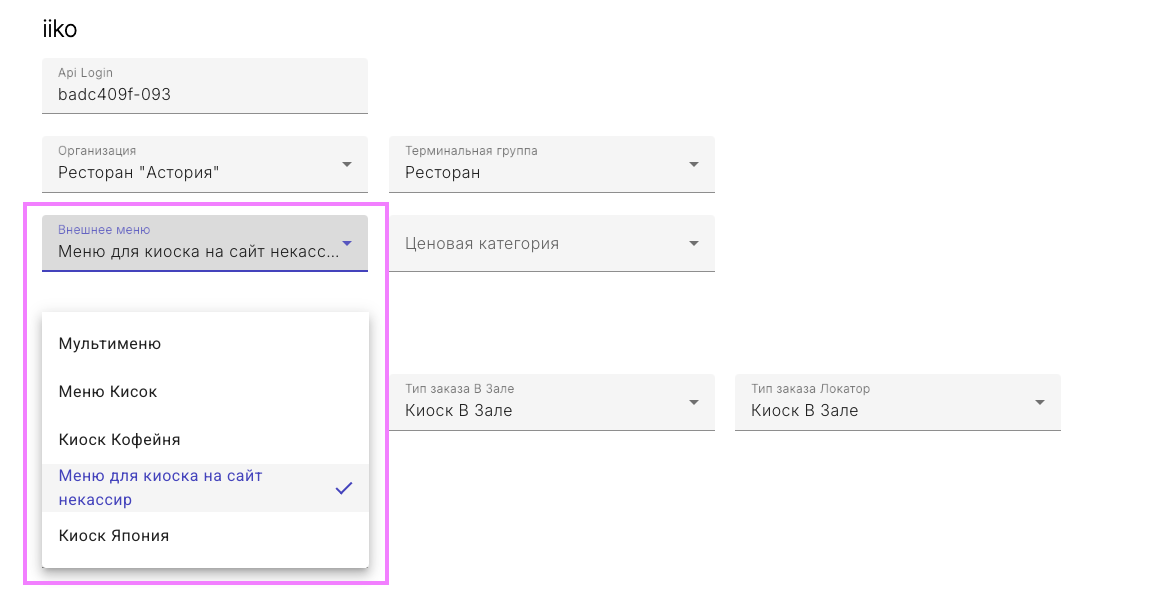 iiko
Api Login
badc409f-093
Организация
Ресторан "Астория"
Терминальная группа
Ресторан
Внешнее меню
Меню для киоска на сайт некасс...
Ценовая категория
Мультименю
Меню Кисок
Киоск Кофейня
Меню для киоска на сайт
некассир
Киоск Япония
Тип заказа В Зале
Киоск В Зале
Тип заказа Локатор
Киоск В Зале